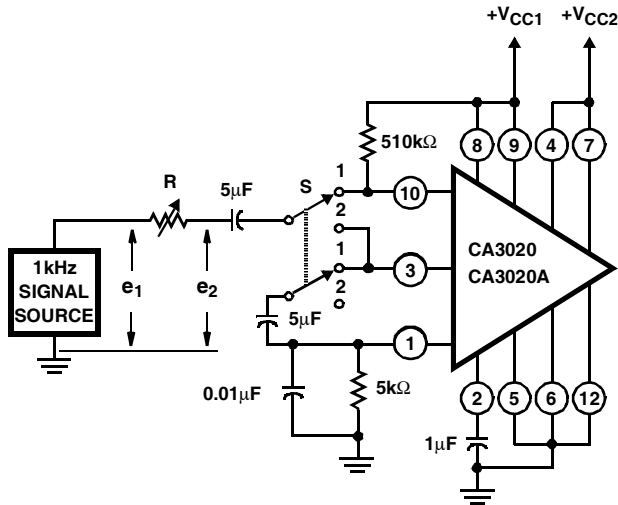 +VCC1
+VCC2
510kΩ
8
9
4
7
R
5μF
S
1
2
10
1
2
3
CA3020
CA3020A
1kHz
SIGNAL
SOURCE
e1
e2
5μF
1
0.01μF
5kΩ
2
5
6
12
1μF